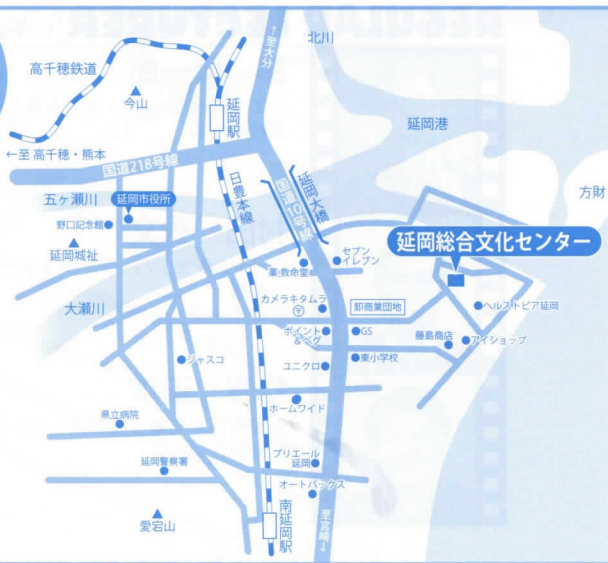 北川
↑至大分
高千穂鉄道
今山
延岡駅
延岡港
←至 高千穂・熊本
国道218号線
五ヶ瀬川
延岡市役所
日豊本線
国道10号線
延岡大橋
方財
野口記念館
延岡城祉
延岡総合文化センター
セブン
イレブン
薬 救命堂
大瀬川
カメラキタムラ
〒
卸商業団地
ヘルストピア延岡
ポイント
&ペグ
GS
藤島商店
アイショップ
ジャスコ
東小学校
ユニクロ
ホームワイド
県立病院
延岡警察署
プリエール
延岡
オートバックス
愛宕山
南延岡駅
至宮崎↓